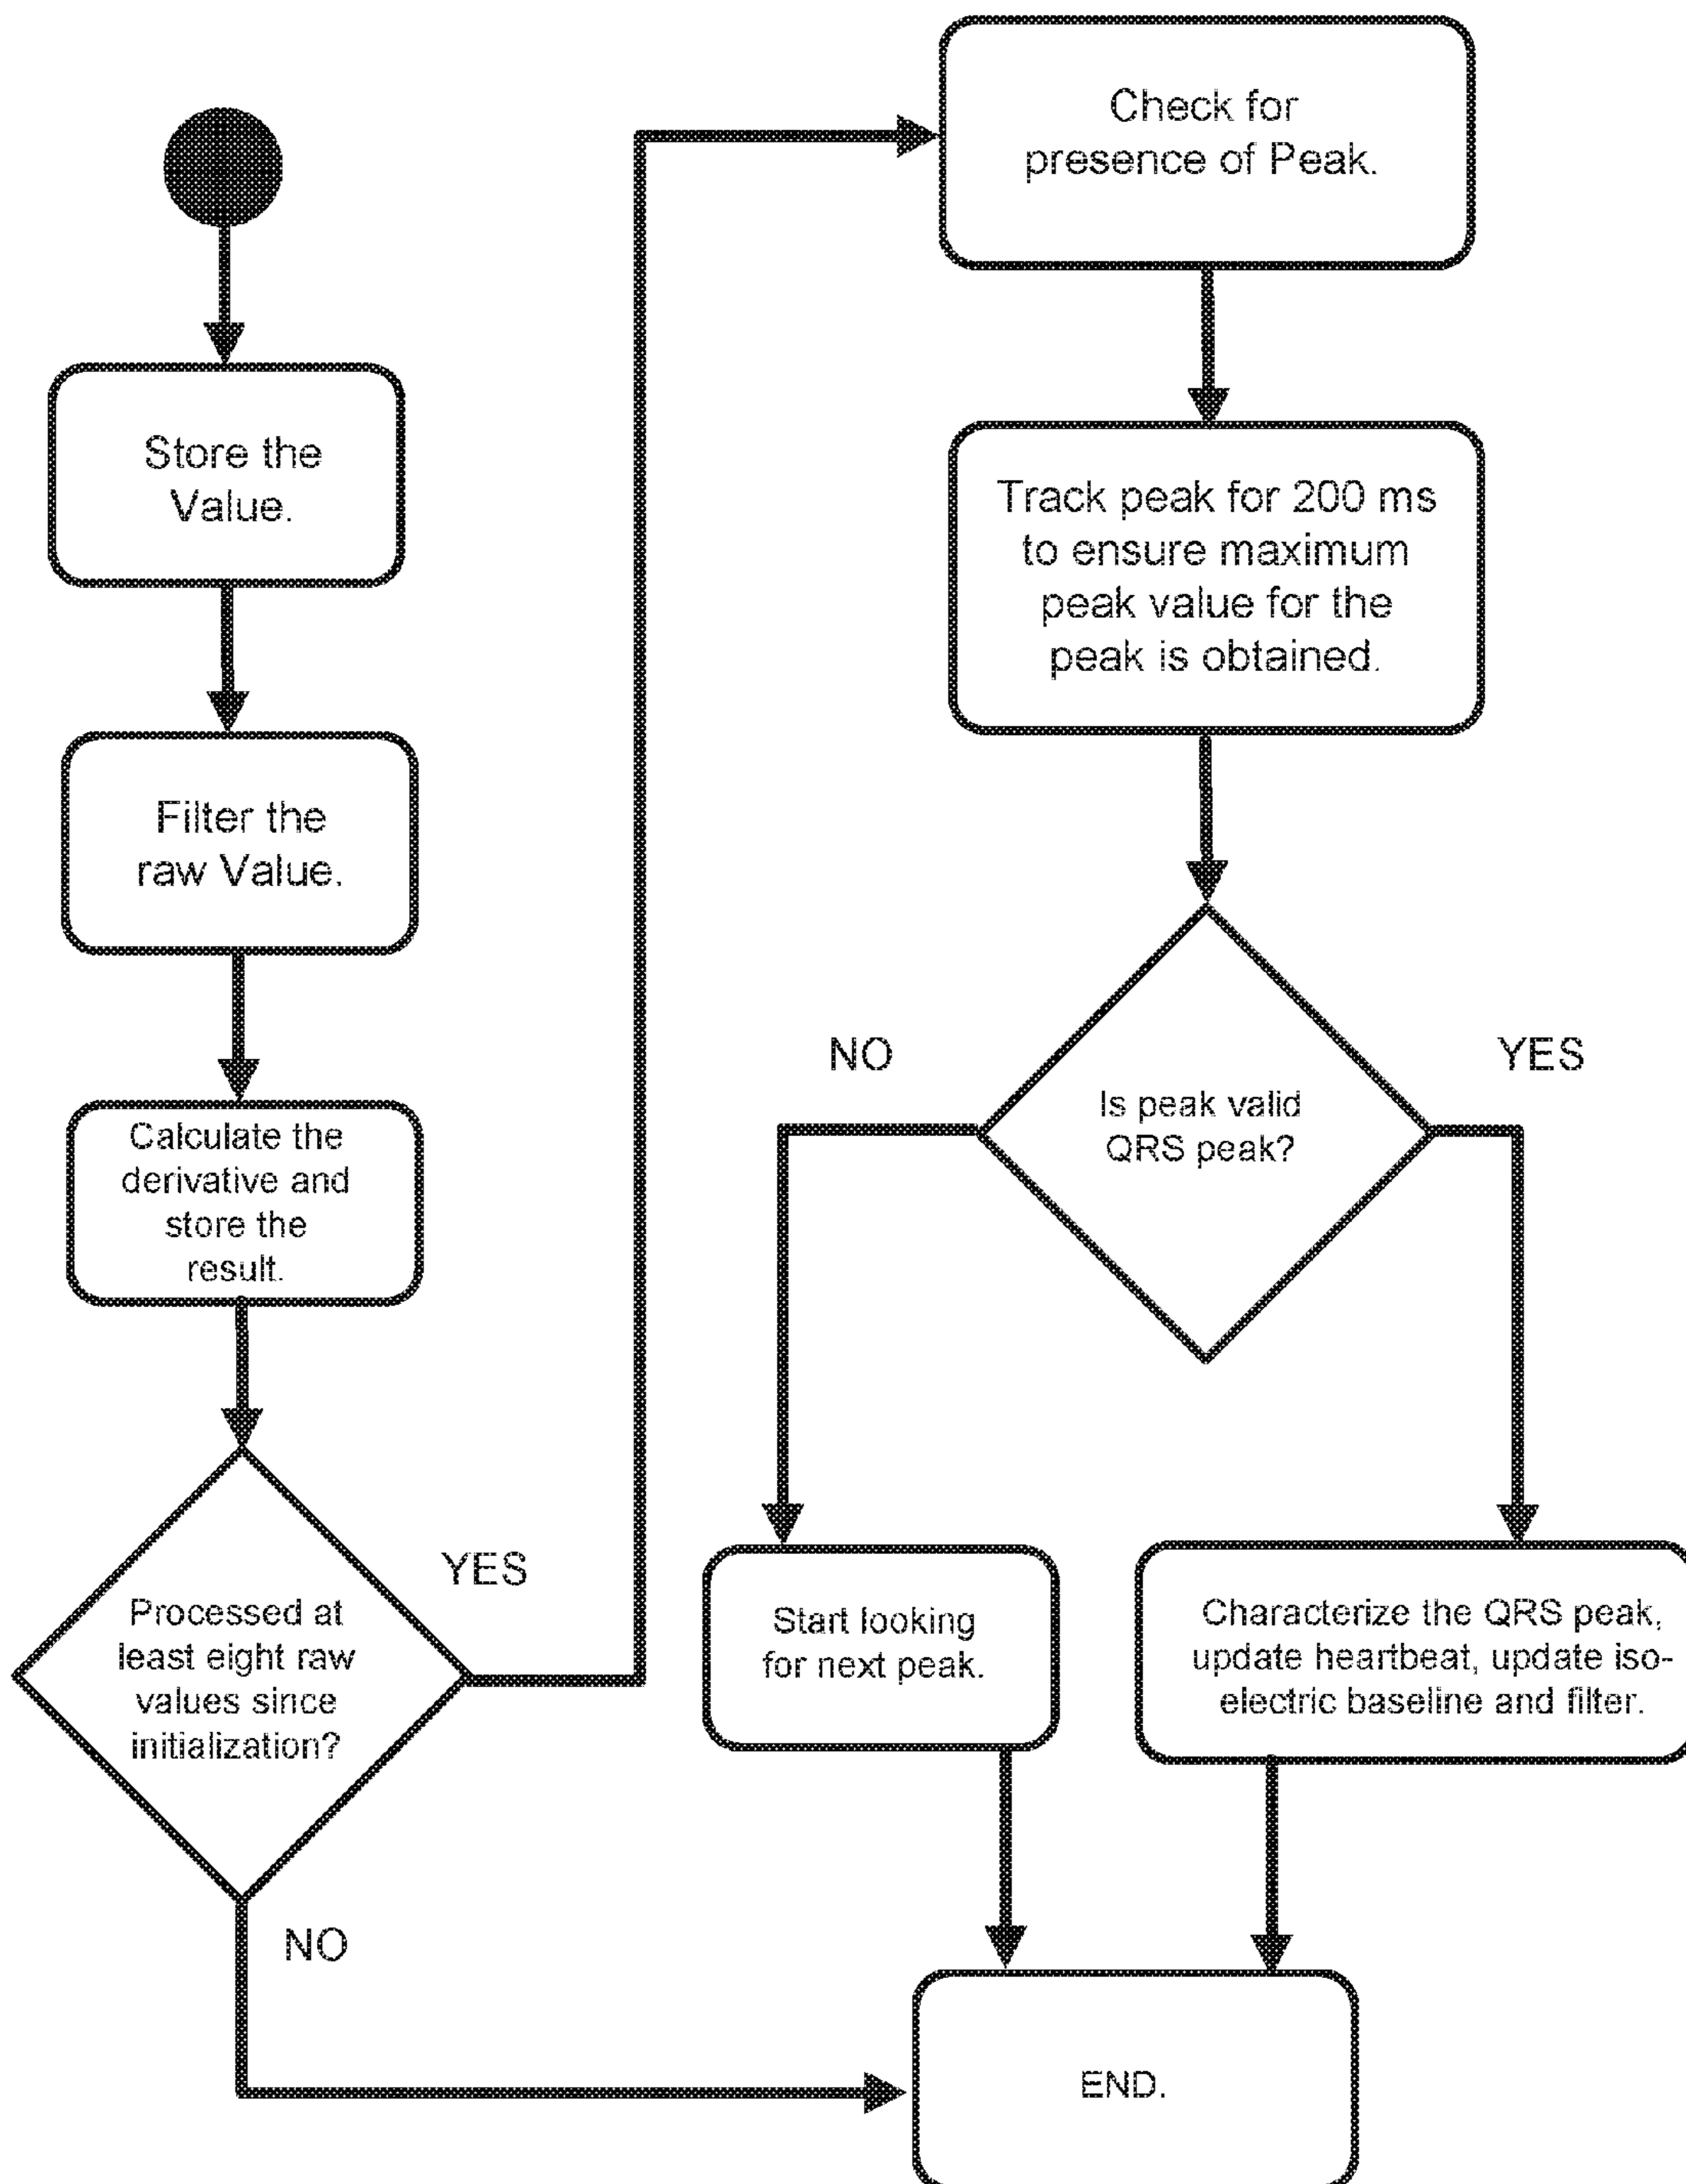 Store the
Value.
Filter the
raw Value.
Calculate the
derivative and
store the
result.
Processed at
least eight raw
values since
initialization?
YES
NO
Check for
presence of Peak.
Track peak for 200 ms
to ensure maximum
peak value for the
peak is obtained.
Is peak valid
QRS peak?
NO
YES
Start looking
for next peak.
Characterize the QRS peak,
update heartbeat, update iso-
electric baseline and filter.
END.